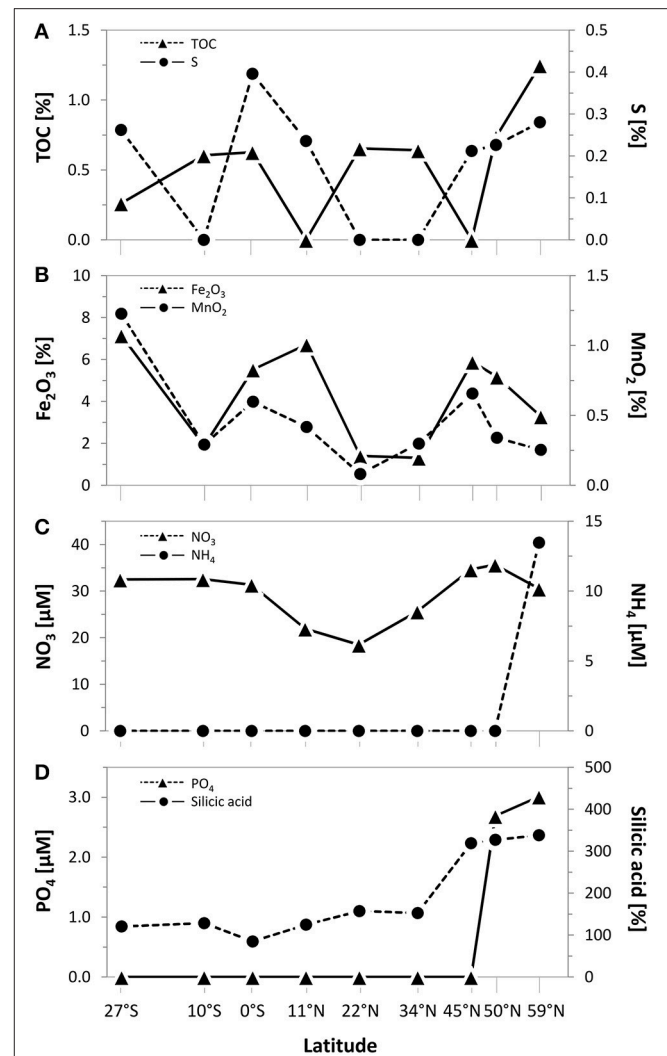 A
TOC
S
TOC [%]
1.5
1.0
0.5
0.0
0.5
0.4
0.3
0.2
0.1
0.0
S [%]
B
Fe₂O₃
MnO₂
Fe₂O₃ [%]
10
8
6
4
2
0
1.5
1.0
0.5
0.0
MnO₂ [%]
C
NO₃
NH₄
NO₃ [µM]
40
30
20
10
0
15
10
5
0
NH₄ [µM]
D
PO₄
Silicic acid
PO₄ [µM]
3.0
2.0
1.0
0.0
500
400
300
200
100
0
Silicic acid [%]
27°S 10°S 0°S 11°N 22°N 34°N 45°N 50°N 59°N
Latitude